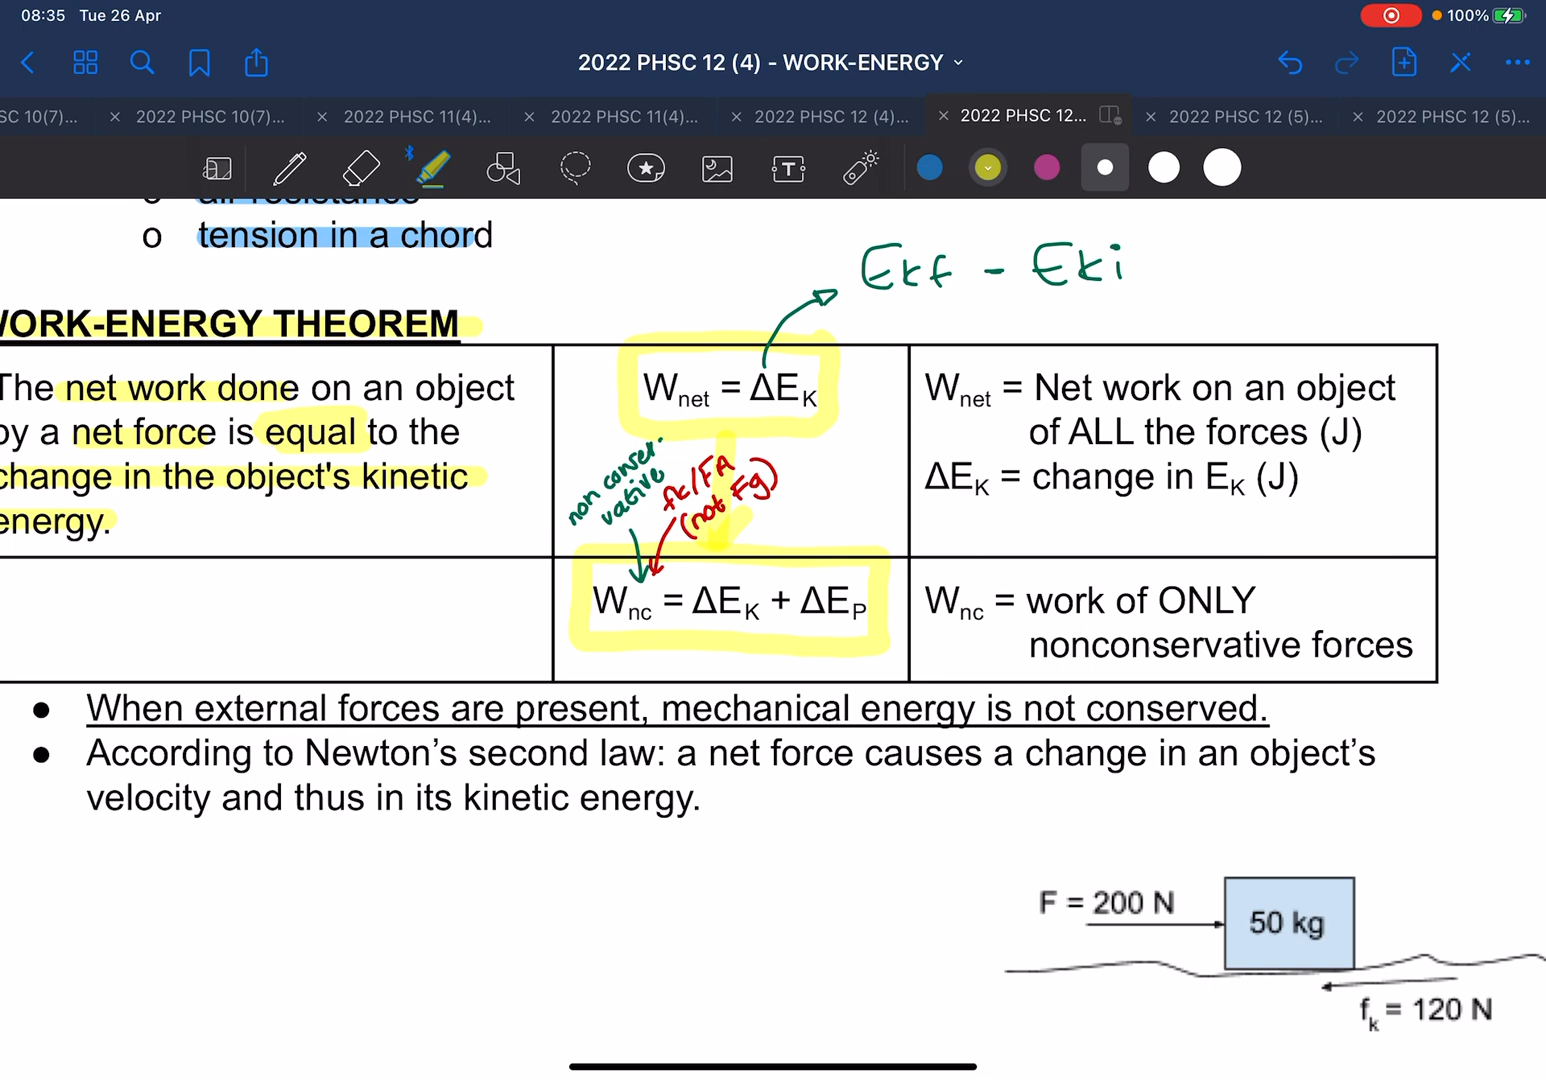 08:35 Tue 26 Apr
100%
2022 PHSC 12 (4) - WORK-ENERGY
SC 10(7)... × 2022 PHSC 10(7)... × 2022 PHSC 11(4)... × 2022 PHSC 11(4)... × 2022 PHSC 12 (4)... × 2022 PHSC 12... × 2022 PHSC 12 (5)... × 2022 PHSC 12 (5)...
T
o air resistance
o tension in a chord
Ekf - Eki
WORK-ENERGY THEOREM
The net work done on an object
by a net force is equal to the
change in the object's kinetic
energy.
Wnet = ΔEK
non conser-
vative
fk/FA
(not Fg)
Wnet = Net work on an object
of ALL the forces (J)
ΔEK = change in EK (J)
Wnc = ΔEK + ΔEP
Wnc = work of ONLY
nonconservative forces
● When external forces are present, mechanical energy is not conserved.
● According to Newton’s second law: a net force causes a change in an object’s
velocity and thus in its kinetic energy.
F = 200 N
50 kg
fk = 120 N